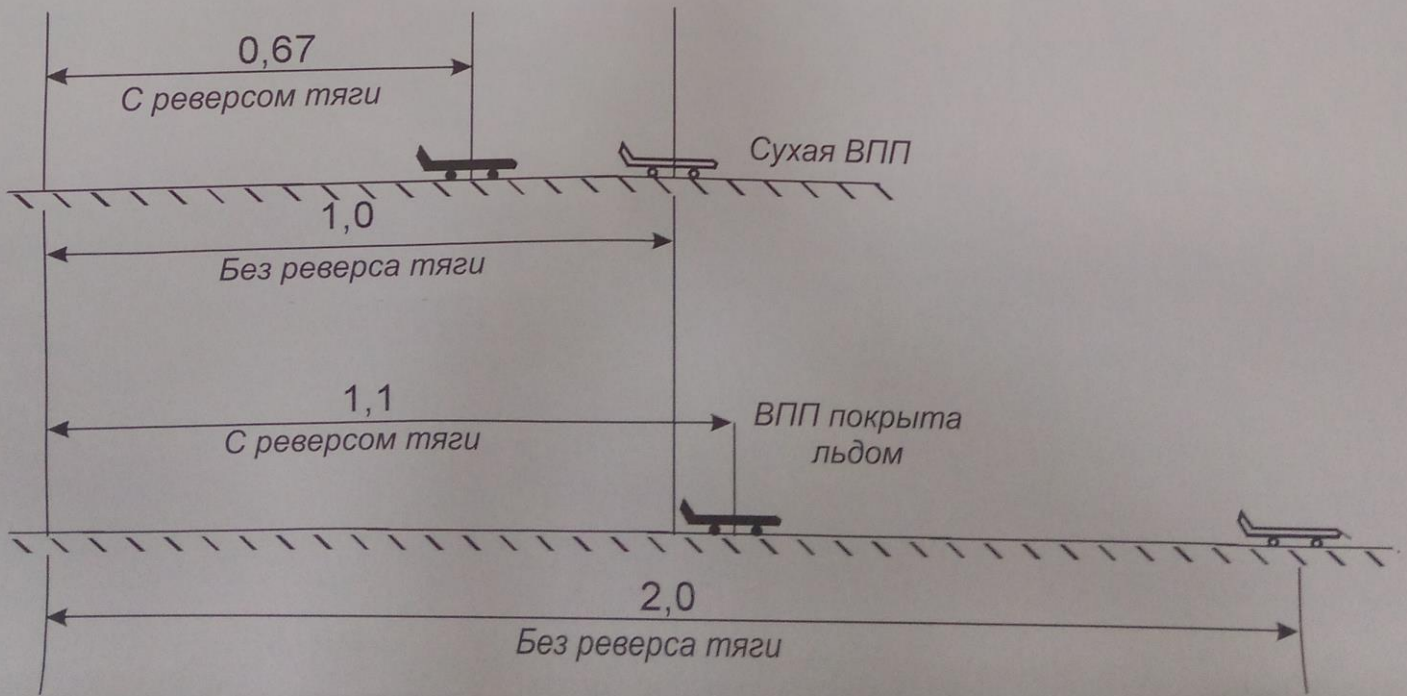 0,67
С реверсом тяги
Сухая ВПП
1,0
Без реверса тяги
1,1
С реверсом тяги
ВПП покрыта
льдом
2,0
Без реверса тяги